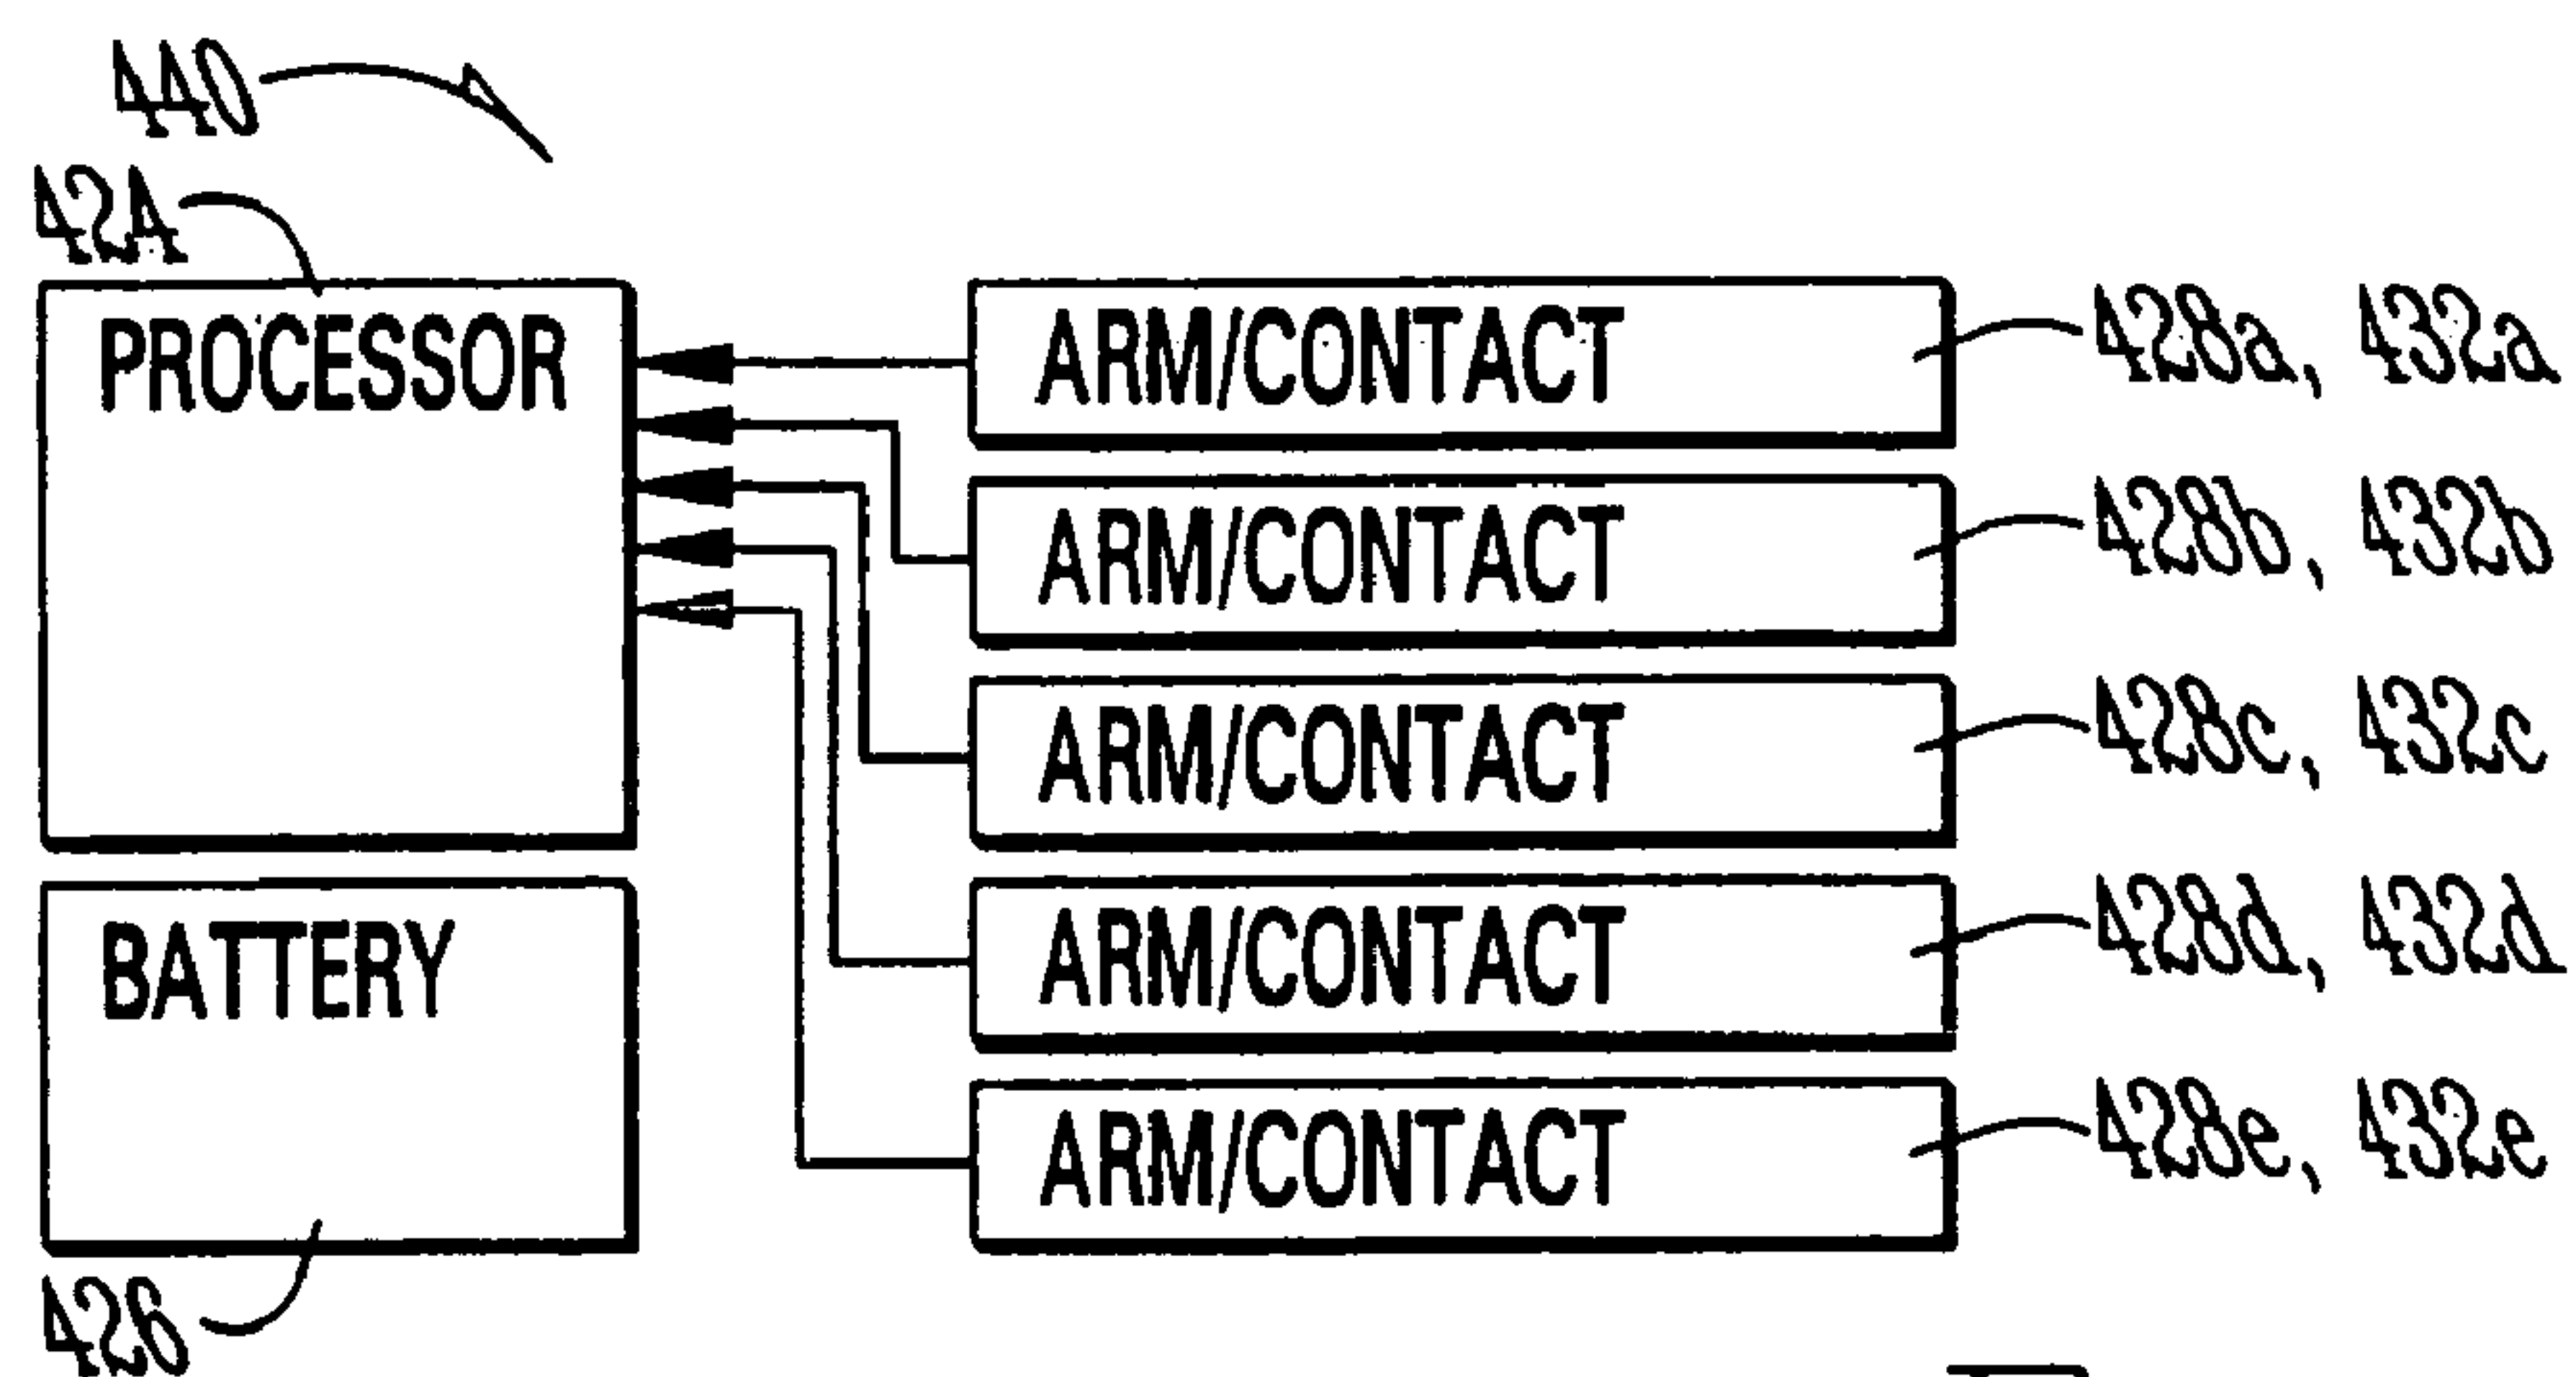 440
424
PROCESSOR
ARM/CONTACT 428a, 432a
ARM/CONTACT 428b, 432b
ARM/CONTACT 428c, 432c
BATTERY
ARM/CONTACT 428d, 432d
ARM/CONTACT 428e, 432e
426